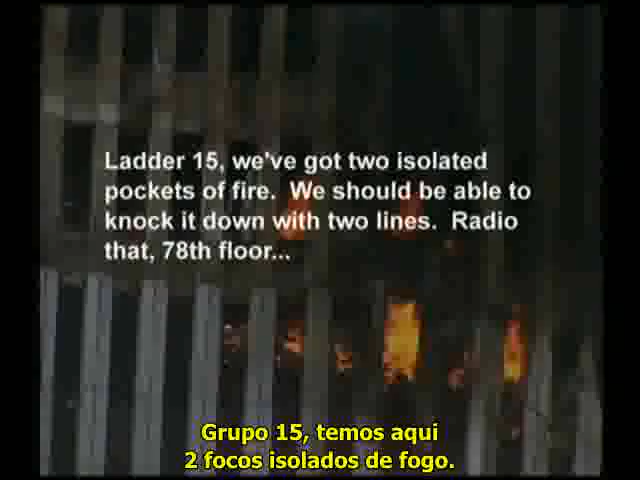 Ladder 15, we've got two isolated
pockets of fire.  We should be able to
knock it down with two lines.  Radio
that, 78th floor...
Grupo 15, temos aqui
2 focos isolados de fogo.